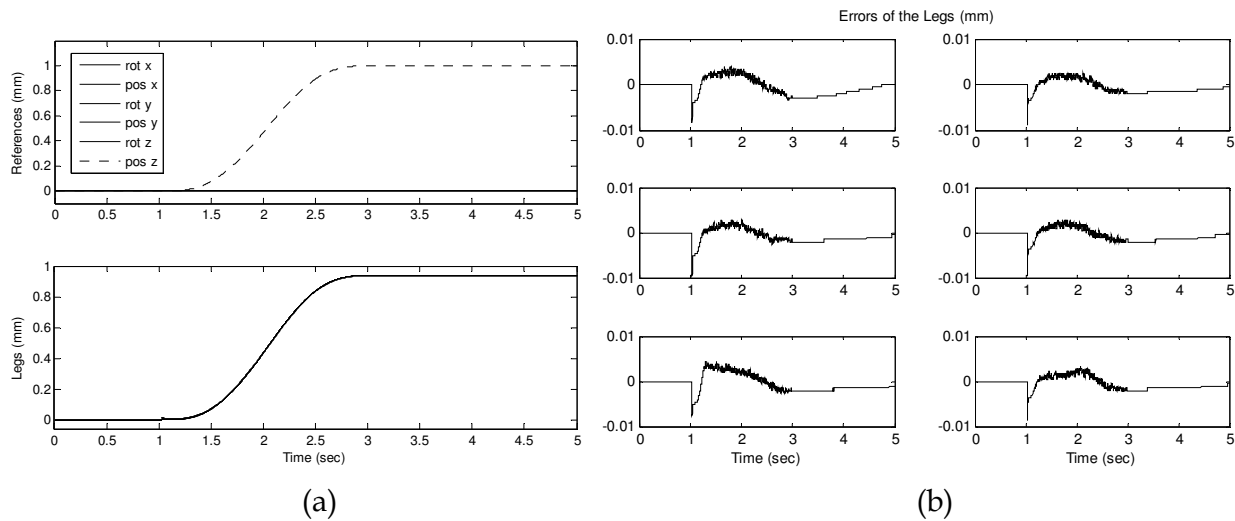 References (mm)
1
0.8
0.6
0.4
0.2
0
rot x
pos x
rot y
pos y
rot z
pos z
0 0.5 1 1.5 2 2.5 3 3.5 4 4.5 5
Legs (mm)
1
0.8
0.6
0.4
0.2
0
0 0.5 1 1.5 2 2.5 3 3.5 4 4.5 5
Time (sec)
(a)
Errors of the Legs (mm)
0.01
0
-0.01
0 1 2 3 4 5
0.01
0
-0.01
0 1 2 3 4 5
0.01
0
-0.01
0 1 2 3 4 5
0.01
0
-0.01
0 1 2 3 4 5
0.01
0
-0.01
0 1 2 3 4 5
Time (sec)
0.01
0
-0.01
0 1 2 3 4 5
Time (sec)
(b)